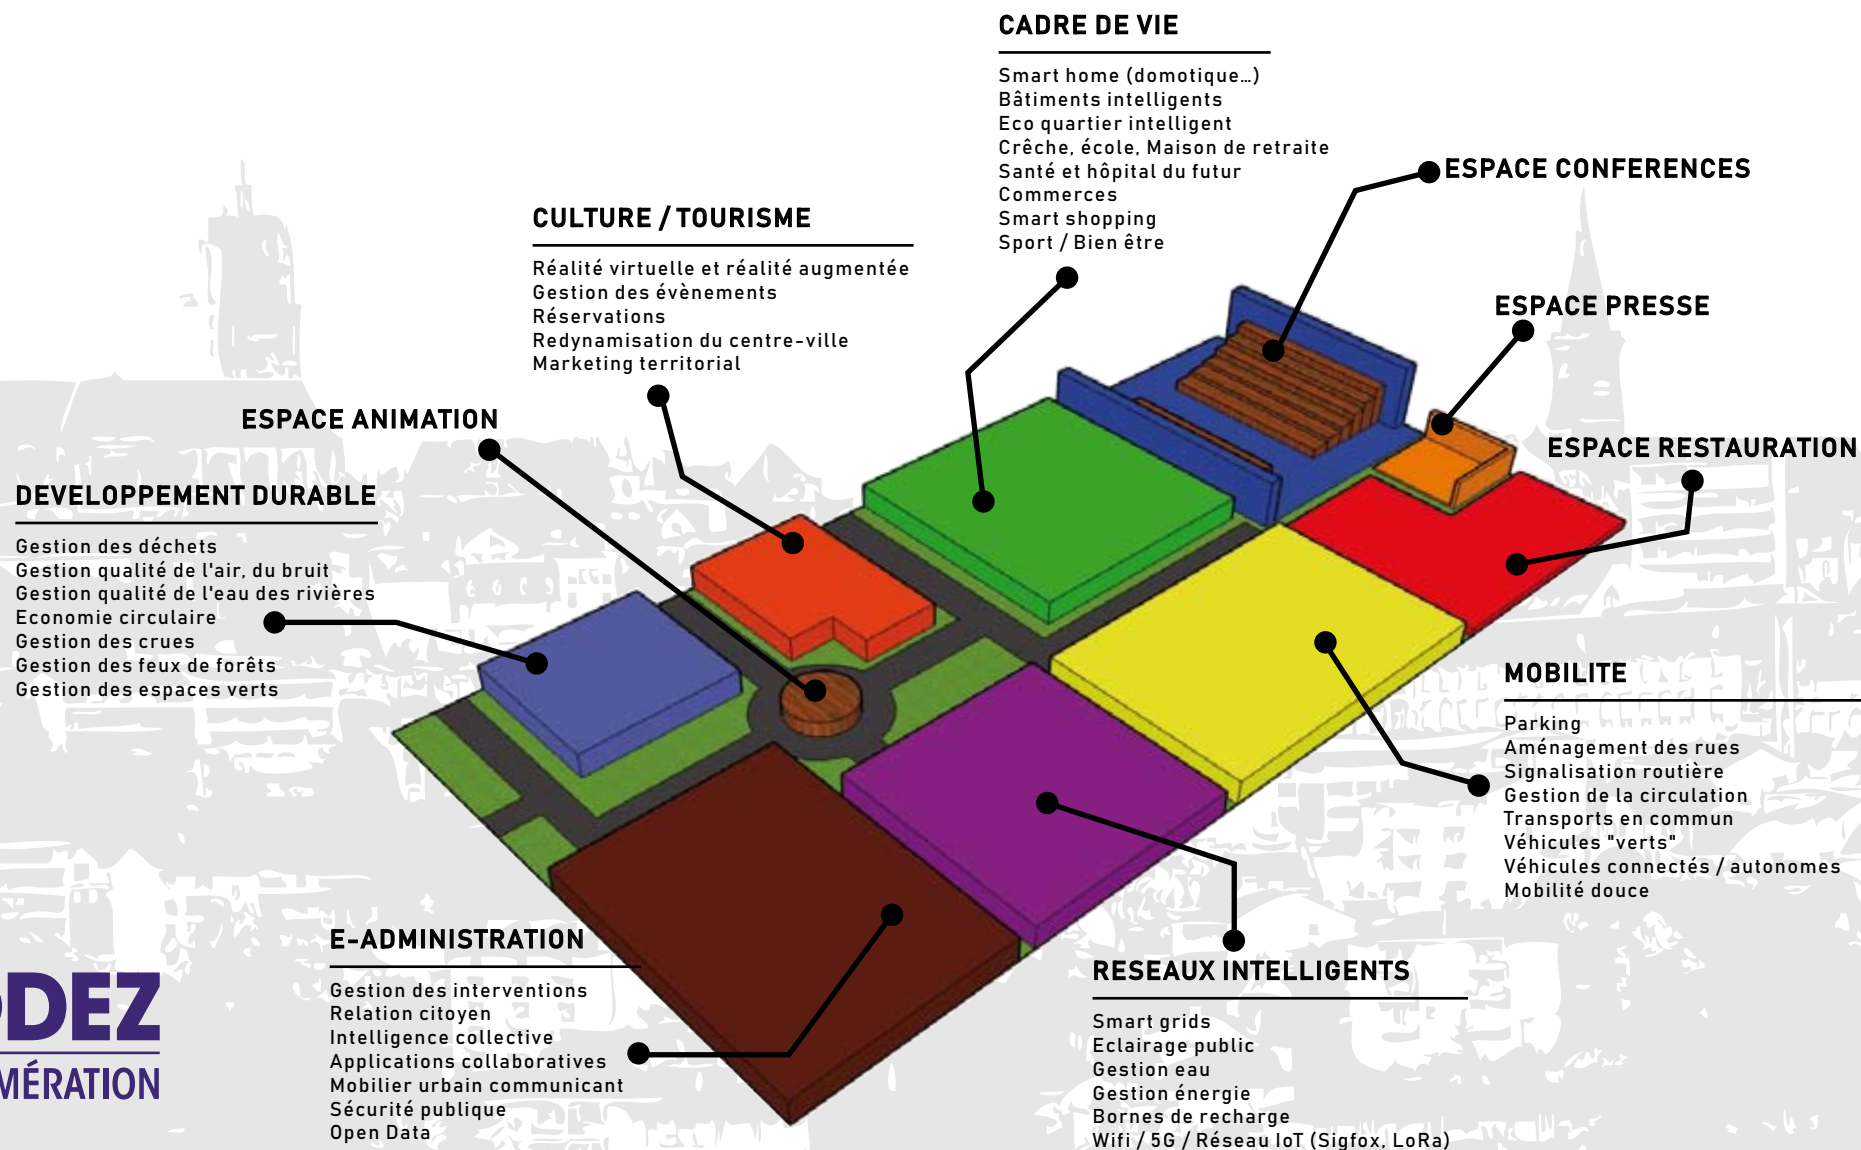 CADRE DE VIE
Smart home (domotique…)
Bâtiments intelligents
Eco quartier intelligent
Crêche, école, Maison de retraite
Santé et hôpital du futur
Commerces
Smart shopping
Sport / Bien être
ESPACE CONFERENCES
CULTURE / TOURISME
Réalité virtuelle et réalité augmentée
Gestion des évènements
Réservations
Redynamisation du centre-ville
Marketing territorial
ESPACE PRESSE
ESPACE ANIMATION
ESPACE RESTAURATION
DEVELOPPEMENT DURABLE
Gestion des déchets
Gestion qualité de l'air, du bruit
Gestion qualité de l'eau des rivières
Economie circulaire
Gestion des crues
Gestion des feux de forêts
Gestion des espaces verts
MOBILITE
Parking
Aménagement des rues
Signalisation routière
Gestion de la circulation
Transports en commun
Véhicules "verts"
Véhicules connectés / autonomes
Mobilité douce
E-ADMINISTRATION
Gestion des interventions
Relation citoyen
Intelligence collective
Applications collaboratives
Mobilier urbain communicant
Sécurité publique
Open Data
RESEAUX INTELLIGENTS
Smart grids
Eclairage public
Gestion eau
Gestion énergie
Bornes de recharge
Wifi / 5G / Réseau IoT (Sigfox, LoRa)
ODEZ
MÉRATION